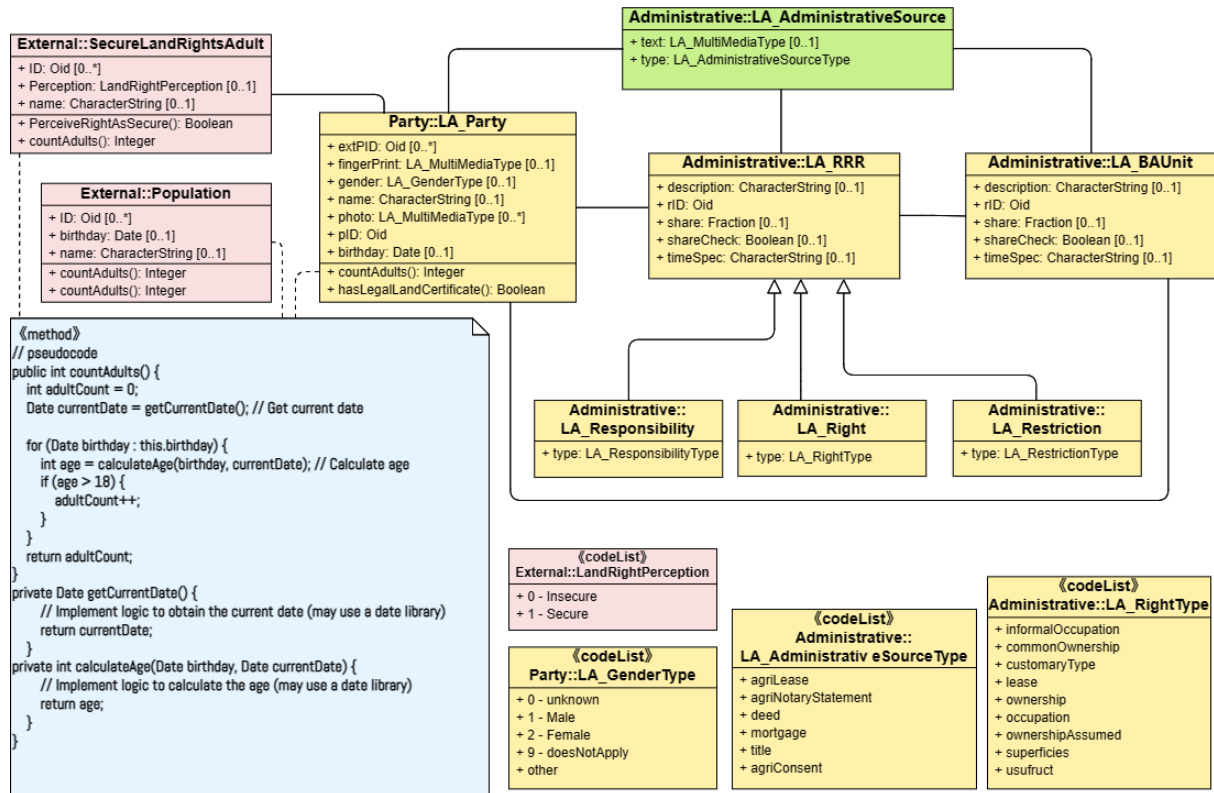 External::SecureLandRightsAdult
+ ID: Oid [0..*]
+ Perception: LandRightPerception [0..1]
+ name: CharacterString [0..1]
+ PerceiveRightAsSecure(): Boolean
+ countAdults(): Integer
External::Population
+ ID: Oid [0..*]
+ birthday: Date [0..1]
+ name: CharacterString [0..1]
+ countAdults(): Integer
+ countAdults(): Integer
Party::LA_Party
+ extPID: Oid [0..*]
+ fingerPrint: LA_MultiMediaType [0..1]
+ gender: LA_GenderType [0..1]
+ name: CharacterString [0..1]
+ photo: LA_MultiMediaType [0..*]
+ pID: Oid
+ birthday: Date [0..1]
+ countAdults(): Integer
+ hasLegalLandCertificate(): Boolean
Administrative::LA_AdministrativeSource
+ text: LA_MultiMediaType [0..1]
+ type: LA_AdministrativeSourceType
Administrative::LA_RRR
+ description: CharacterString [0..1]
+ rID: Oid
+ share: Fraction [0..1]
+ shareCheck: Boolean [0..1]
+ timeSpec: CharacterString [0..1]
Administrative::LA_BAUnit
+ description: CharacterString [0..1]
+ rID: Oid
+ share: Fraction [0..1]
+ shareCheck: Boolean [0..1]
+ timeSpec: CharacterString [0..1]
Administrative::
LA_Responsibility
+ type: LA_ResponsibilityType
Administrative::
LA_Right
+ type: LA_RightType
Administrative::
LA_Restriction
+ type: LA_RestrictionType
《method》
// pseudocode
public int countAdults() {
int adultCount = 0;
Date currentDate = getCurrentDate(); // Get current date
for (Date birthday : this.birthday) {
int age = calculateAge(birthday, currentDate); // Calculate age
if (age > 18) {
adultCount++;
}
}
return adultCount;
}
private Date getCurrentDate() {
// Implement logic to obtain the current date (may use a date library)
return currentDate;
}
private int calculateAge(Date birthday, Date currentDate) {
// Implement logic to calculate the age (may use a date library)
return age;
}
}
《codeList》
External::LandRightPerception
+ 0 - Insecure
+ 1 - Secure
《codeList》
Party::LA_GenderType
+ 0 - unknown
+ 1 - Male
+ 2 - Female
+ 9 - doesNotApply
+ other
《codeList》
Administrative::
LA_Administrativ eSourceType
+ agriLease
+ agriNotaryStatement
+ deed
+ mortgage
+ title
+ agriConsent
《codeList》
Administrative::LA_RightType
+ informalOccupation
+ commonOwnership
+ customaryType
+ lease
+ ownership
+ occupation
+ ownershipAssumed
+ superficies
+ usufruct